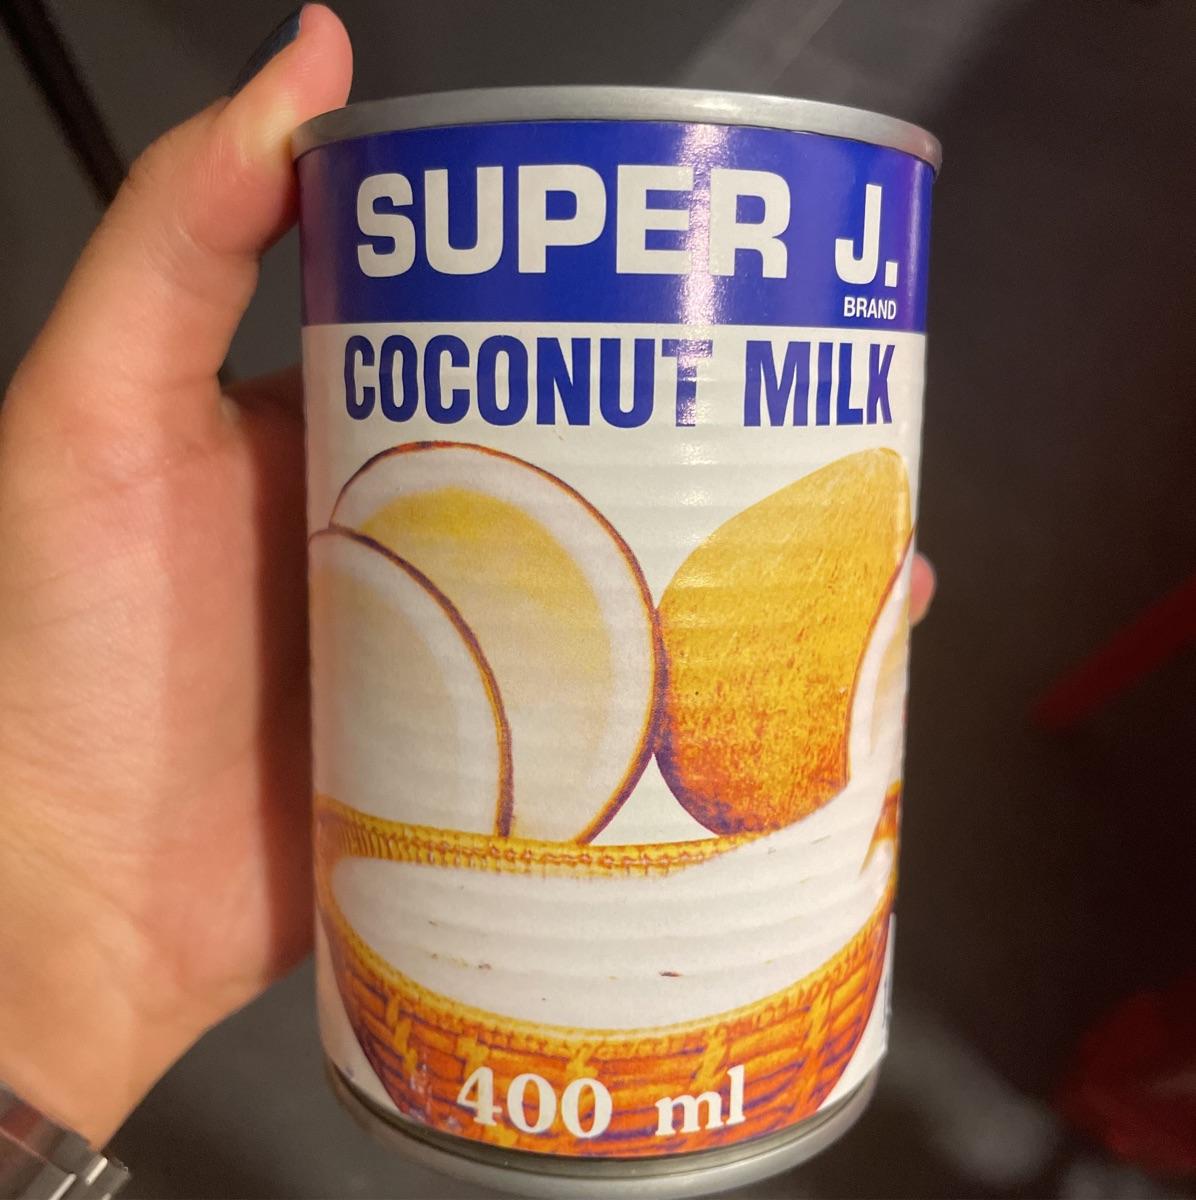 SUPER J.
BRAND
COCONUT MILK
400 ml